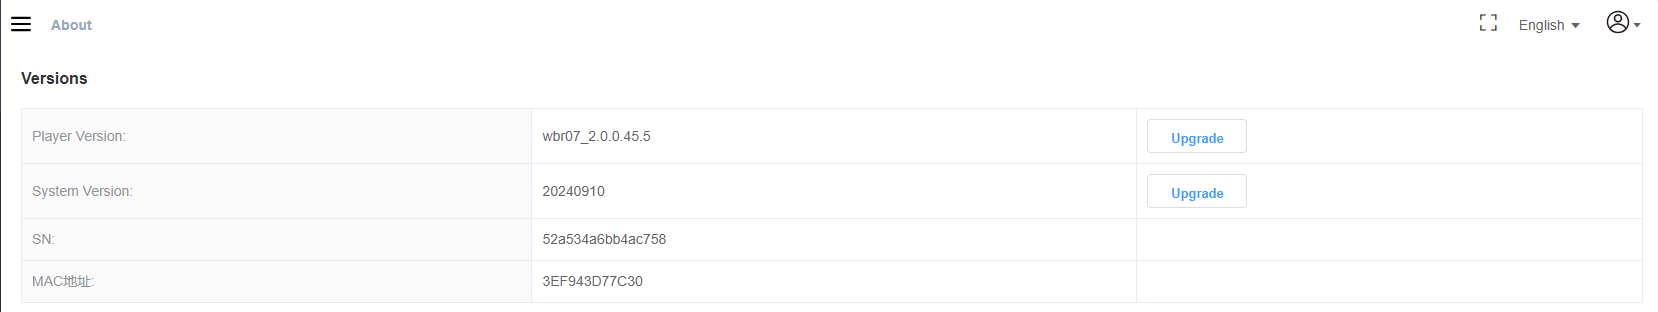 About
English
Versions
Player Version: wbr07_2.0.0.45.5 Upgrade
System Version: 20240910 Upgrade
SN: 52a534a6bb4ac758
MAC地址: 3EF943D77C30